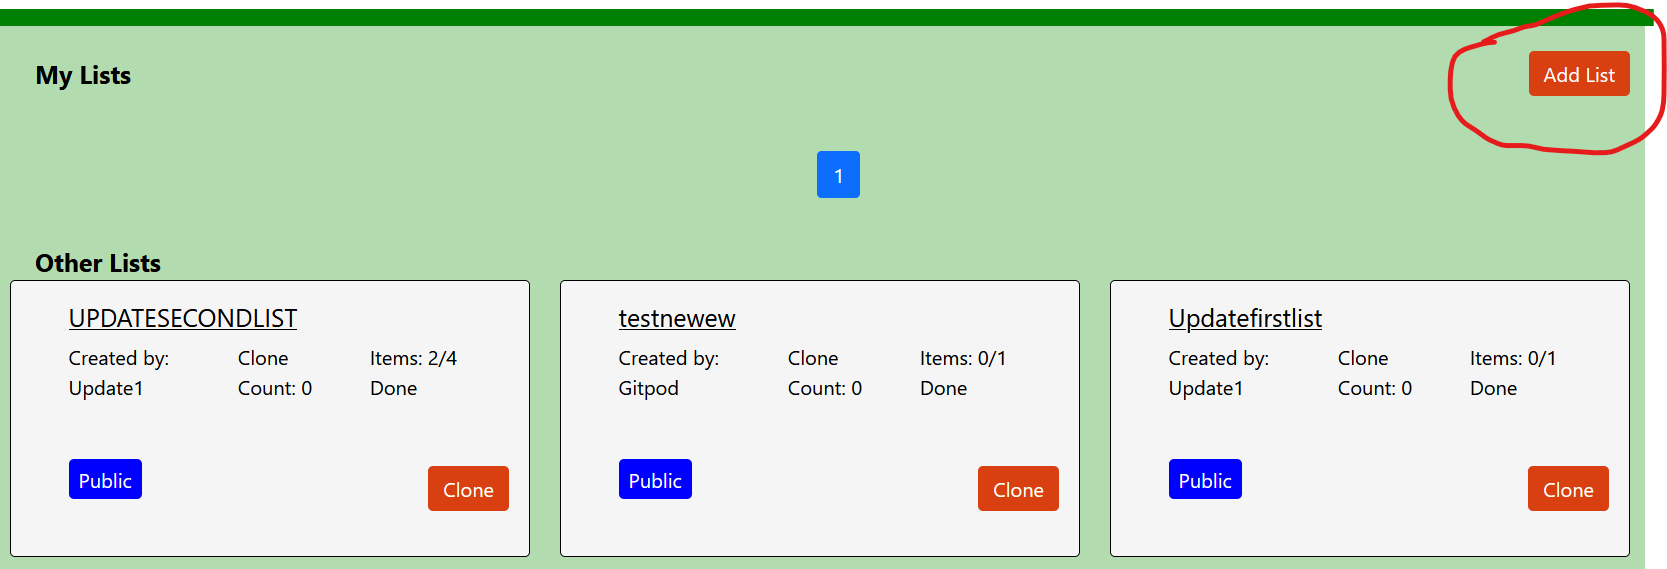 My Lists
Add List
1
Other Lists
UPDATESECONDLIST
Created by:
Update1
Clone
Count: 0
Items: 2/4
Done
Public
Clone
testnewew
Created by:
Gitpod
Clone
Count: 0
Items: 0/1
Done
Public
Clone
Updatefirstlist
Created by:
Update1
Clone
Count: 0
Items: 0/1
Done
Public
Clone